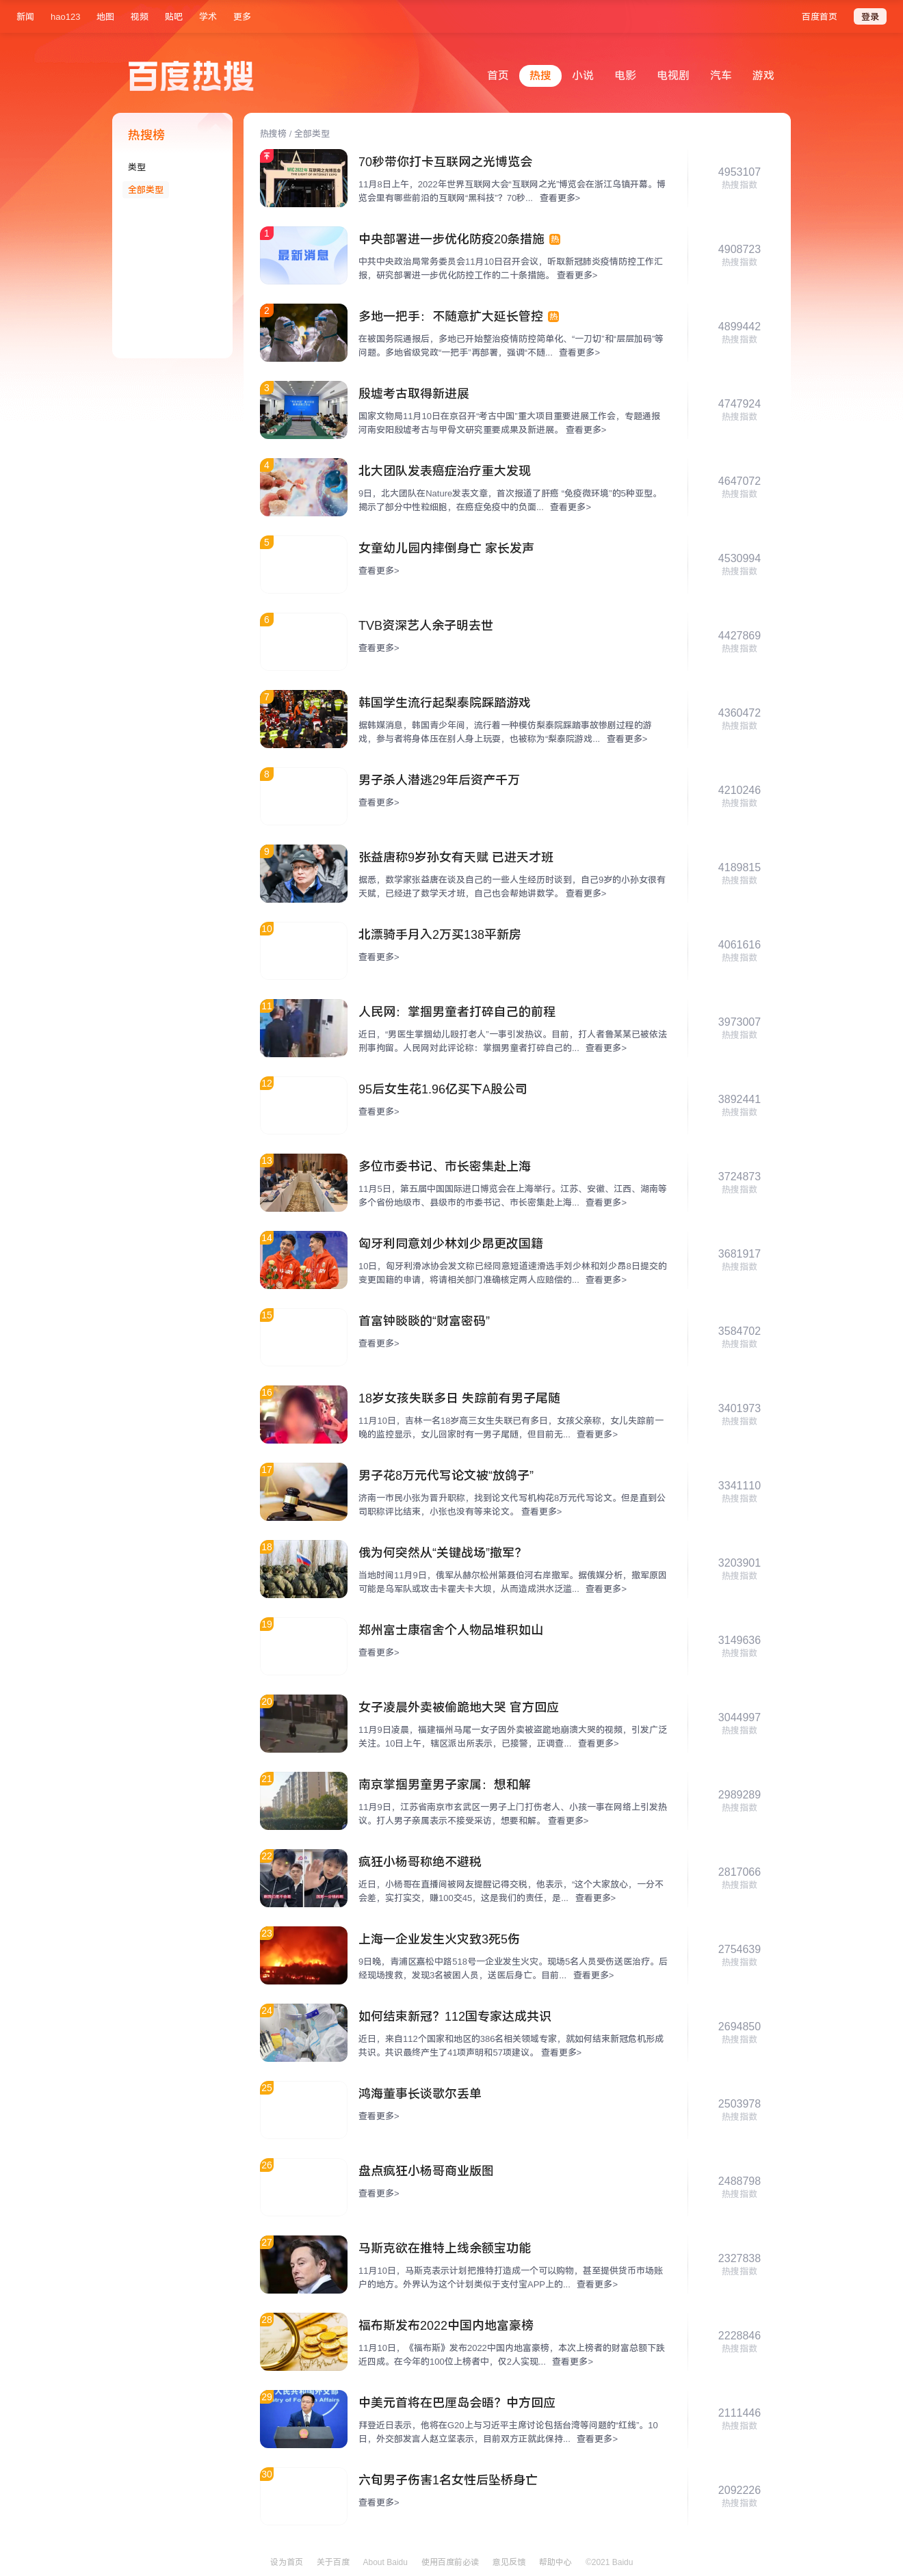 新闻 hao123 地图 视频 贴吧 学术 更多 百度首页 登录
百度热搜
首页 热搜 小说 电影 电视剧 汽车 游戏
热搜榜
类型
全部类型
热搜榜 / 全部类型
70秒带你打卡互联网之光博览会
11月8日上午，2022年世界互联网大会“互联网之光”博览会在浙江乌镇开幕。博
览会里有哪些前沿的互联网“黑科技”？70秒... 查看更多>
4953107
热搜指数
1
最新消息
中央部署进一步优化防疫20条措施 热
中共中央政治局常务委员会11月10日召开会议，听取新冠肺炎疫情防控工作汇
报，研究部署进一步优化防控工作的二十条措施。 查看更多>
4908723
热搜指数
2
多地一把手：不随意扩大延长管控 热
在被国务院通报后，多地已开始整治疫情防控简单化、“一刀切”和“层层加码”等
问题。多地省级党政“一把手”再部署，强调“不随... 查看更多>
4899442
热搜指数
3
殷墟考古取得新进展
国家文物局11月10日在京召开“考古中国”重大项目重要进展工作会，专题通报
河南安阳殷墟考古与甲骨文研究重要成果及新进展。 查看更多>
4747924
热搜指数
4
北大团队发表癌症治疗重大发现
9日，北大团队在Nature发表文章，首次报道了肝癌 “免疫微环境”的5种亚型。
揭示了部分中性粒细胞，在癌症免疫中的负面... 查看更多>
4647072
热搜指数
5
女童幼儿园内摔倒身亡 家长发声
查看更多>
4530994
热搜指数
6
TVB资深艺人余子明去世
查看更多>
4427869
热搜指数
7
韩国学生流行起梨泰院踩踏游戏
据韩媒消息，韩国青少年间，流行着一种模仿梨泰院踩踏事故惨剧过程的游
戏，参与者将身体压在别人身上玩耍，也被称为“梨泰院游戏... 查看更多>
4360472
热搜指数
8
男子杀人潜逃29年后资产千万
查看更多>
4210246
热搜指数
9
张益唐称9岁孙女有天赋 已进天才班
据悉，数学家张益唐在谈及自己的一些人生经历时谈到，自己9岁的小孙女很有
天赋，已经进了数学天才班，自己也会帮她讲数学。 查看更多>
4189815
热搜指数
10
北漂骑手月入2万买138平新房
查看更多>
4061616
热搜指数
11
人民网：掌掴男童者打碎自己的前程
近日，“男医生掌掴幼儿殴打老人”一事引发热议。目前，打人者鲁某某已被依法
刑事拘留。人民网对此评论称：掌掴男童者打碎自己的... 查看更多>
3973007
热搜指数
12
95后女生花1.96亿买下A股公司
查看更多>
3892441
热搜指数
13
多位市委书记、市长密集赴上海
11月5日，第五届中国国际进口博览会在上海举行。江苏、安徽、江西、湖南等
多个省份地级市、县级市的市委书记、市长密集赴上海... 查看更多>
3724873
热搜指数
14
匈牙利同意刘少林刘少昂更改国籍
10日，匈牙利滑冰协会发文称已经同意短道速滑选手刘少林和刘少昂8日提交的
变更国籍的申请，将请相关部门准确核定两人应赔偿的... 查看更多>
3681917
热搜指数
15
首富钟睒睒的“财富密码”
查看更多>
3584702
热搜指数
16
18岁女孩失联多日 失踪前有男子尾随
11月10日，吉林一名18岁高三女生失联已有多日，女孩父亲称，女儿失踪前一
晚的监控显示，女儿回家时有一男子尾随，但目前无... 查看更多>
3401973
热搜指数
17
男子花8万元代写论文被“放鸽子”
济南一市民小张为晋升职称，找到论文代写机构花8万元代写论文。但是直到公
司职称评比结束，小张也没有等来论文。 查看更多>
3341110
热搜指数
18
俄为何突然从“关键战场”撤军？
当地时间11月9日，俄军从赫尔松州第聂伯河右岸撤军。据俄媒分析，撤军原因
可能是乌军队或攻击卡霍夫卡大坝，从而造成洪水泛滥... 查看更多>
3203901
热搜指数
19
郑州富士康宿舍个人物品堆积如山
查看更多>
3149636
热搜指数
20
女子凌晨外卖被偷跪地大哭 官方回应
11月9日凌晨，福建福州马尾一女子因外卖被盗跪地崩溃大哭的视频，引发广泛
关注。10日上午，辖区派出所表示，已接警，正调查... 查看更多>
3044997
热搜指数
21
南京掌掴男童男子家属：想和解
11月9日，江苏省南京市玄武区一男子上门打伤老人、小孩一事在网络上引发热
议。打人男子亲属表示不接受采访，想要和解。 查看更多>
2989289
热搜指数
22
疯狂小杨哥称绝不避税
近日，小杨哥在直播间被网友提醒记得交税，他表示，“这个大家放心，一分不
会差，实打实交，赚100交45，这是我们的责任，是... 查看更多>
2817066
热搜指数
23
上海一企业发生火灾致3死5伤
9日晚，青浦区嘉松中路518号一企业发生火灾。现场5名人员受伤送医治疗。后
经现场搜救，发现3名被困人员，送医后身亡。目前... 查看更多>
2754639
热搜指数
24
如何结束新冠？112国专家达成共识
近日，来自112个国家和地区的386名相关领域专家，就如何结束新冠危机形成
共识。共识最终产生了41项声明和57项建议。 查看更多>
2694850
热搜指数
25
鸿海董事长谈歌尔丢单
查看更多>
2503978
热搜指数
26
盘点疯狂小杨哥商业版图
查看更多>
2488798
热搜指数
27
马斯克欲在推特上线余额宝功能
11月10日，马斯克表示计划把推特打造成一个可以购物，甚至提供货币市场账
户的地方。外界认为这个计划类似于支付宝APP上的... 查看更多>
2327838
热搜指数
28
福布斯发布2022中国内地富豪榜
11月10日，《福布斯》发布2022中国内地富豪榜，本次上榜者的财富总额下跌
近四成。在今年的100位上榜者中，仅2人实现... 查看更多>
2228846
热搜指数
29
中美元首将在巴厘岛会晤？中方回应
拜登近日表示，他将在G20上与习近平主席讨论包括台湾等问题的“红线”。10
日，外交部发言人赵立坚表示，目前双方正就此保持... 查看更多>
2111446
热搜指数
30
六旬男子伤害1名女性后坠桥身亡
查看更多>
2092226
热搜指数
设为首页 关于百度 About Baidu 使用百度前必读 意见反馈 帮助中心 ©2021 Baidu